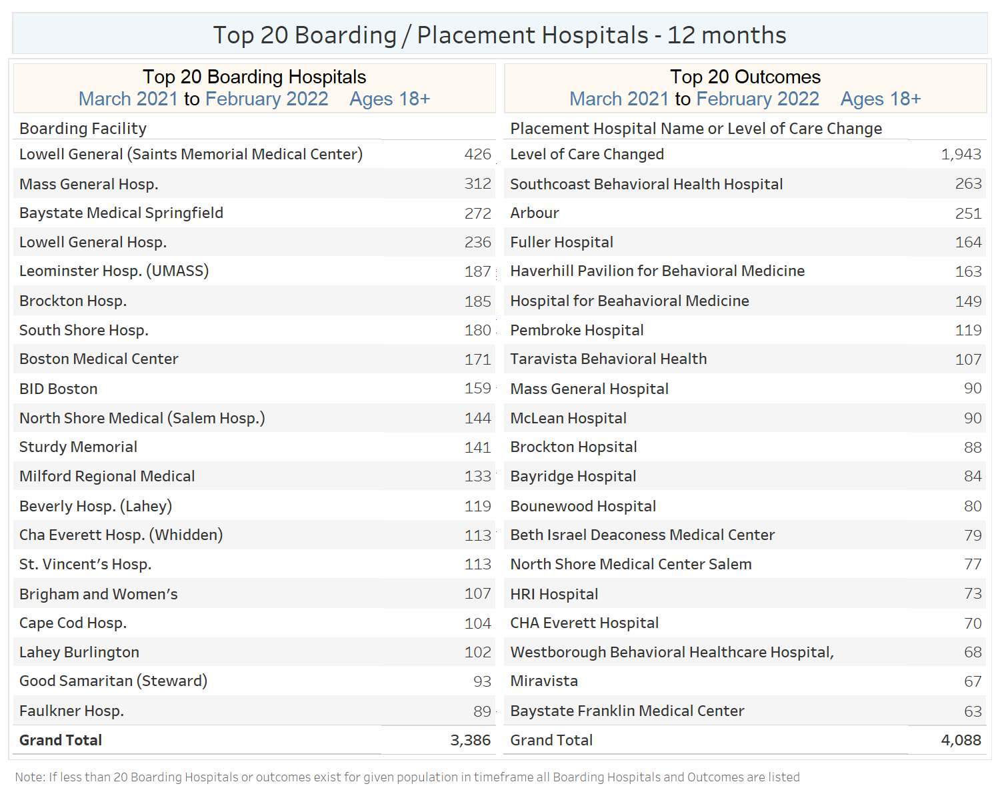 Top 20 Boarding / Placement Hospitals - 12 months
Top 20 Boarding Hospitals
March 2021 to February 2022 Ages 18+
Boarding Facility
Lowell General (Saints Memorial Medical Center) 426
Mass General Hosp. 312
Baystate Medical Springfield 272
Lowell General Hosp. 236
Leominster Hosp. (UMASS) 187
Brockton Hosp. 185
South Shore Hosp. 180
Boston Medical Center 171
BID Boston 159
North Shore Medical (Salem Hosp.) 144
Sturdy Memorial 141
Milford Regional Medical 133
Beverly Hosp. (Lahey) 119
Cha Everett Hosp. (Whidden) 113
St. Vincent's Hosp. 113
Brigham and Women's 107
Cape Cod Hosp. 104
Lahey Burlington 102
Good Samaritan (Steward) 93
Faulkner Hosp. 89
Grand Total 3,386
Top 20 Outcomes
March 2021 to February 2022 Ages 18+
Placement Hospital Name or Level of Care Change
Level of Care Changed 1,943
Southcoast Behavioral Health Hospital 263
Arbour 251
Fuller Hospital 164
Haverhill Pavilion for Behavioral Medicine 163
Hospital for Beahavioral Medicine 149
Pembroke Hospital 119
Taravista Behavioral Health 107
Mass General Hospital 90
McLean Hospital 90
Brockton Hopsital 88
Bayridge Hospital 84
Bounewood Hospital 80
Beth Israel Deaconess Medical Center 79
North Shore Medical Center Salem 77
HRI Hospital 73
CHA Everett Hospital 70
Westborough Behavioral Healthcare Hospital, 68
Miravista 67
Baystate Franklin Medical Center 63
Grand Total 4,088
Note: If less than 20 Boarding Hospitals or outcomes exist for given population in timeframe all Boarding Hospitals and Outcomes are listed